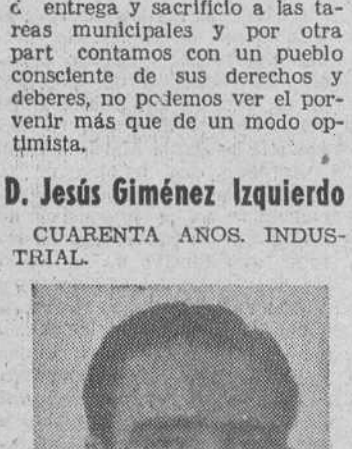 é entrega y sacrificio a las ta-
reas municipales y por otra
part contamos con un pueblo
consciente de sus derechos y
deberes, no podemos ver el por-
venir más que de un modo op-
timista.
D. Jesús Giménez Izquierdo
CUARENTA AÑOS. INDUS-
TRIAL.